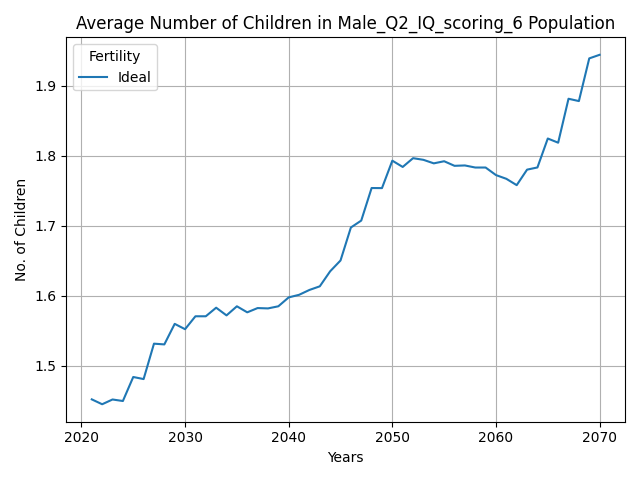 Average Number of Children in Male_Q2_IQ_scoring_6 Population
Fertility
Ideal
No. of Children
1.9
1.8
1.7
1.6
1.5
2020 2030 2040 2050 2060 2070
Years